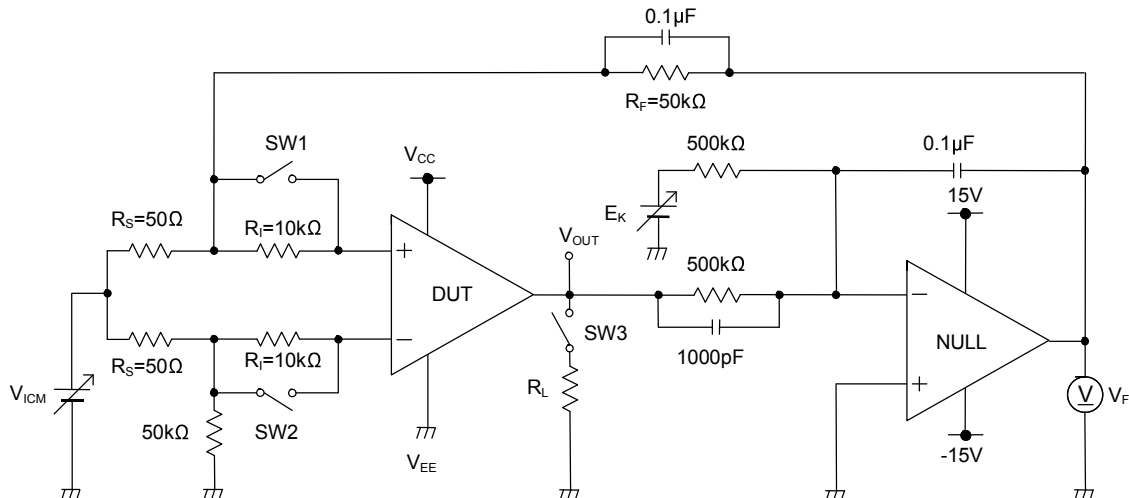 0.1μF
R_F=50kΩ
SW1
V_CC
500kΩ
0.1μF
15V
R_S=50Ω
R_I=10kΩ
E_K
V_OUT
+
DUT
500kΩ
−
NULL
SW3
1000pF
R_S=50Ω
R_I=10kΩ
−
+
V_ICM
R_L
V
V_F
50kΩ
SW2
V_EE
-15V